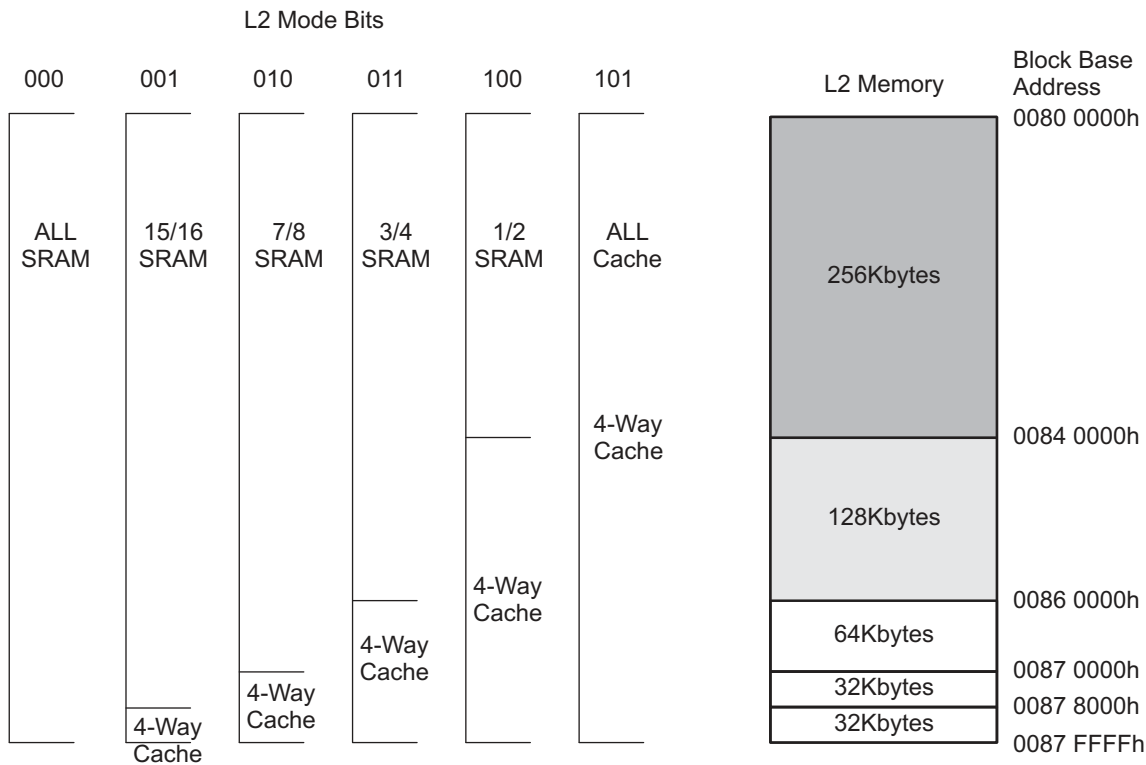 L2 Mode Bits
000 001 010 011 100 101
L2 Memory
Block Base
Address
0080 0000h
ALL
SRAM
15/16
SRAM
7/8
SRAM
3/4
SRAM
1/2
SRAM
ALL
Cache
256Kbytes
4-Way
Cache
0084 0000h
128Kbytes
4-Way
Cache
0086 0000h
4-Way
Cache
64Kbytes
0087 0000h
4-Way
Cache
32Kbytes
0087 8000h
4-Way
Cache
32Kbytes
0087 FFFFh